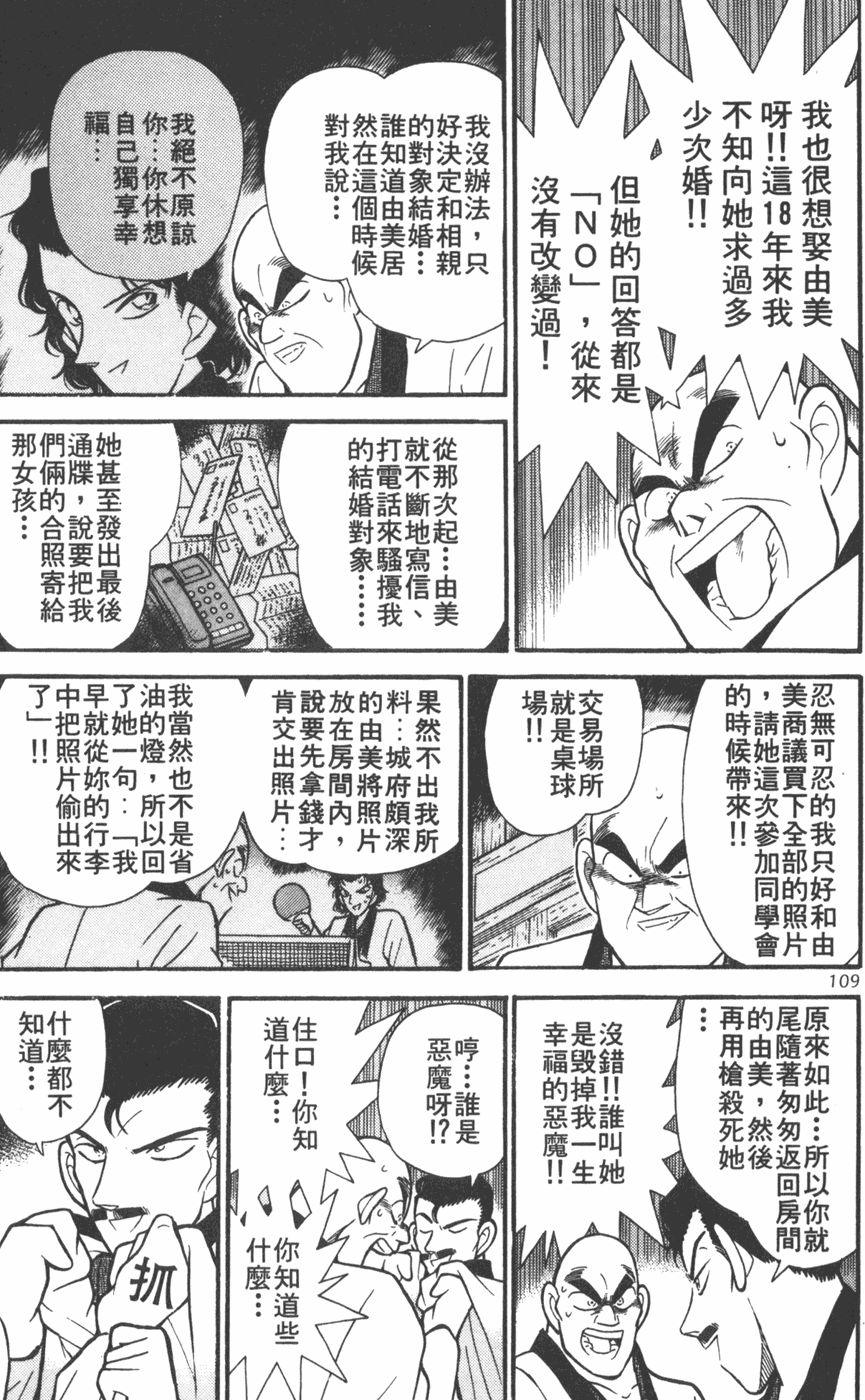 我也很想娶由美
呀!!這18年來我
不知向她求過多
少次婚!!
但她的回答都是
「NO」，從來
沒有改變過！
我沒辦法，只
好決定和相親
的對象結婚…
誰知道由美居
然在這個時候
對我說…
我絕不原諒
你…你休想
自己獨享幸
福…
從那次起…由美
就不斷地寫信、
打電話來騷擾我
的結婚對象……
她甚至發出最後
通牒，說要把我
們倆的合照寄給
那女孩…
忍無可忍的我只好和由
美商議買下全部的照片
，請她這次參加同學會
的時候帶來!!
交易場所
就是桌球
場!!
果然不出我所
料…城府頗深
的由美將照片
放在房間內，
說要先拿錢才
肯交出照片…
我當然也不是省
油的燈，所以回
了她一句：「我
早就從妳的行李
中把照片偷出來
了」!!
109
原來如此…所以你就
尾隨著匆匆返回房間
的由美，然後
再用槍殺死她
…
沒錯!!誰叫她
是毀掉我一生
幸福的惡魔!!
哼…誰是
惡魔呀!?
住口！你知
道什麼…
你知道些
什麼…
什麼都不
知道…
抓